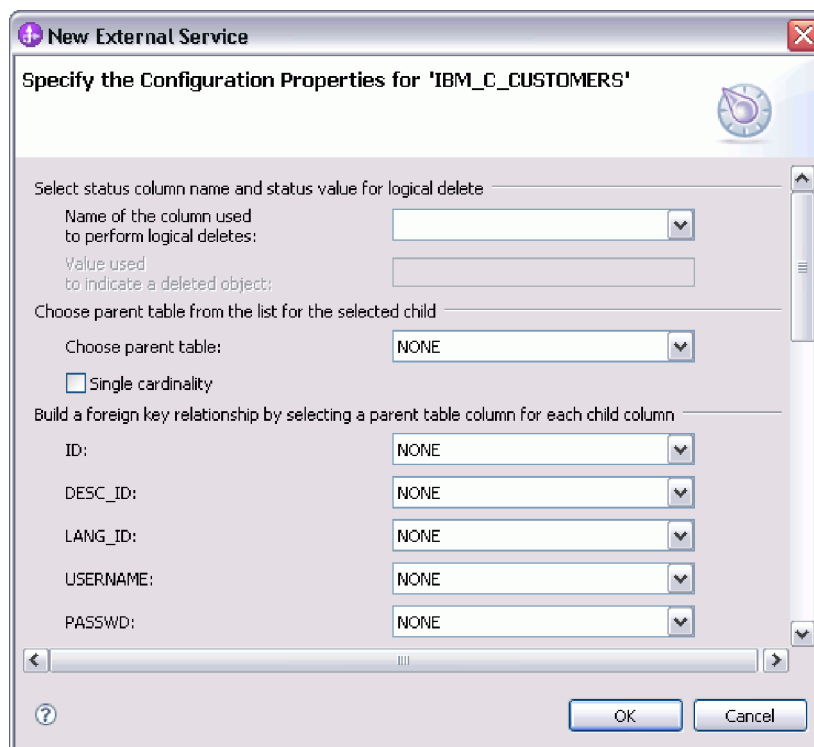 New External Service
Specify the Configuration Properties for 'IBM_C_CUSTOMERS'
Select status column name and status value for logical delete
Name of the column used
to perform logical deletes:
Value used
to indicate a deleted object:
Choose parent table from the list for the selected child
Choose parent table: NONE
Single cardinality
Build a foreign key relationship by selecting a parent table column for each child column
ID: NONE
DESC_ID: NONE
LANG_ID: NONE
USERNAME: NONE
PASSWD: NONE
? OK Cancel